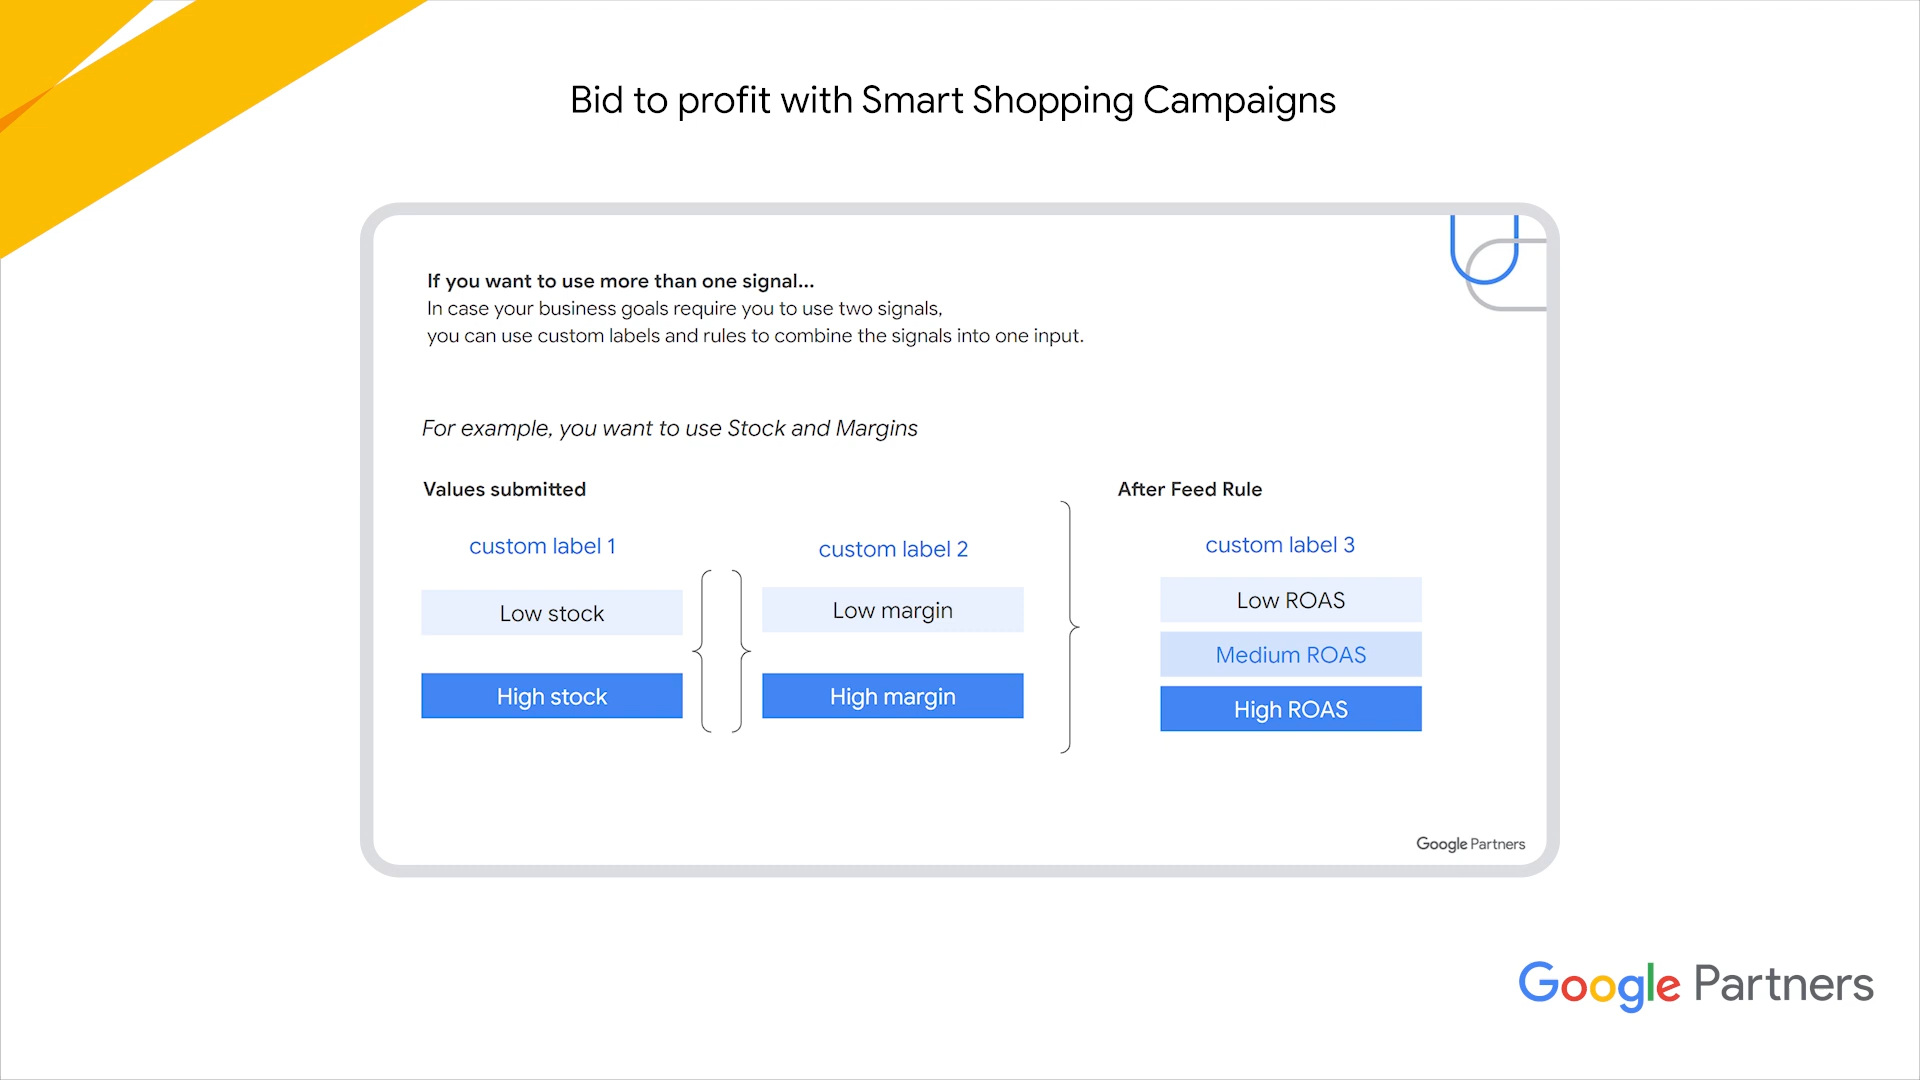 Bid to profit with Smart Shopping Campaigns
If you want to use more than one signal...
In case your business goals require you to use two signals,
you can use custom labels and rules to combine the signals into one input.
For example, you want to use Stock and Margins
Values submitted
custom label 1
Low stock
High stock
custom label 2
Low margin
High margin
After Feed Rule
custom label 3
Low ROAS
Medium ROAS
High ROAS
Google Partners
Google Partners